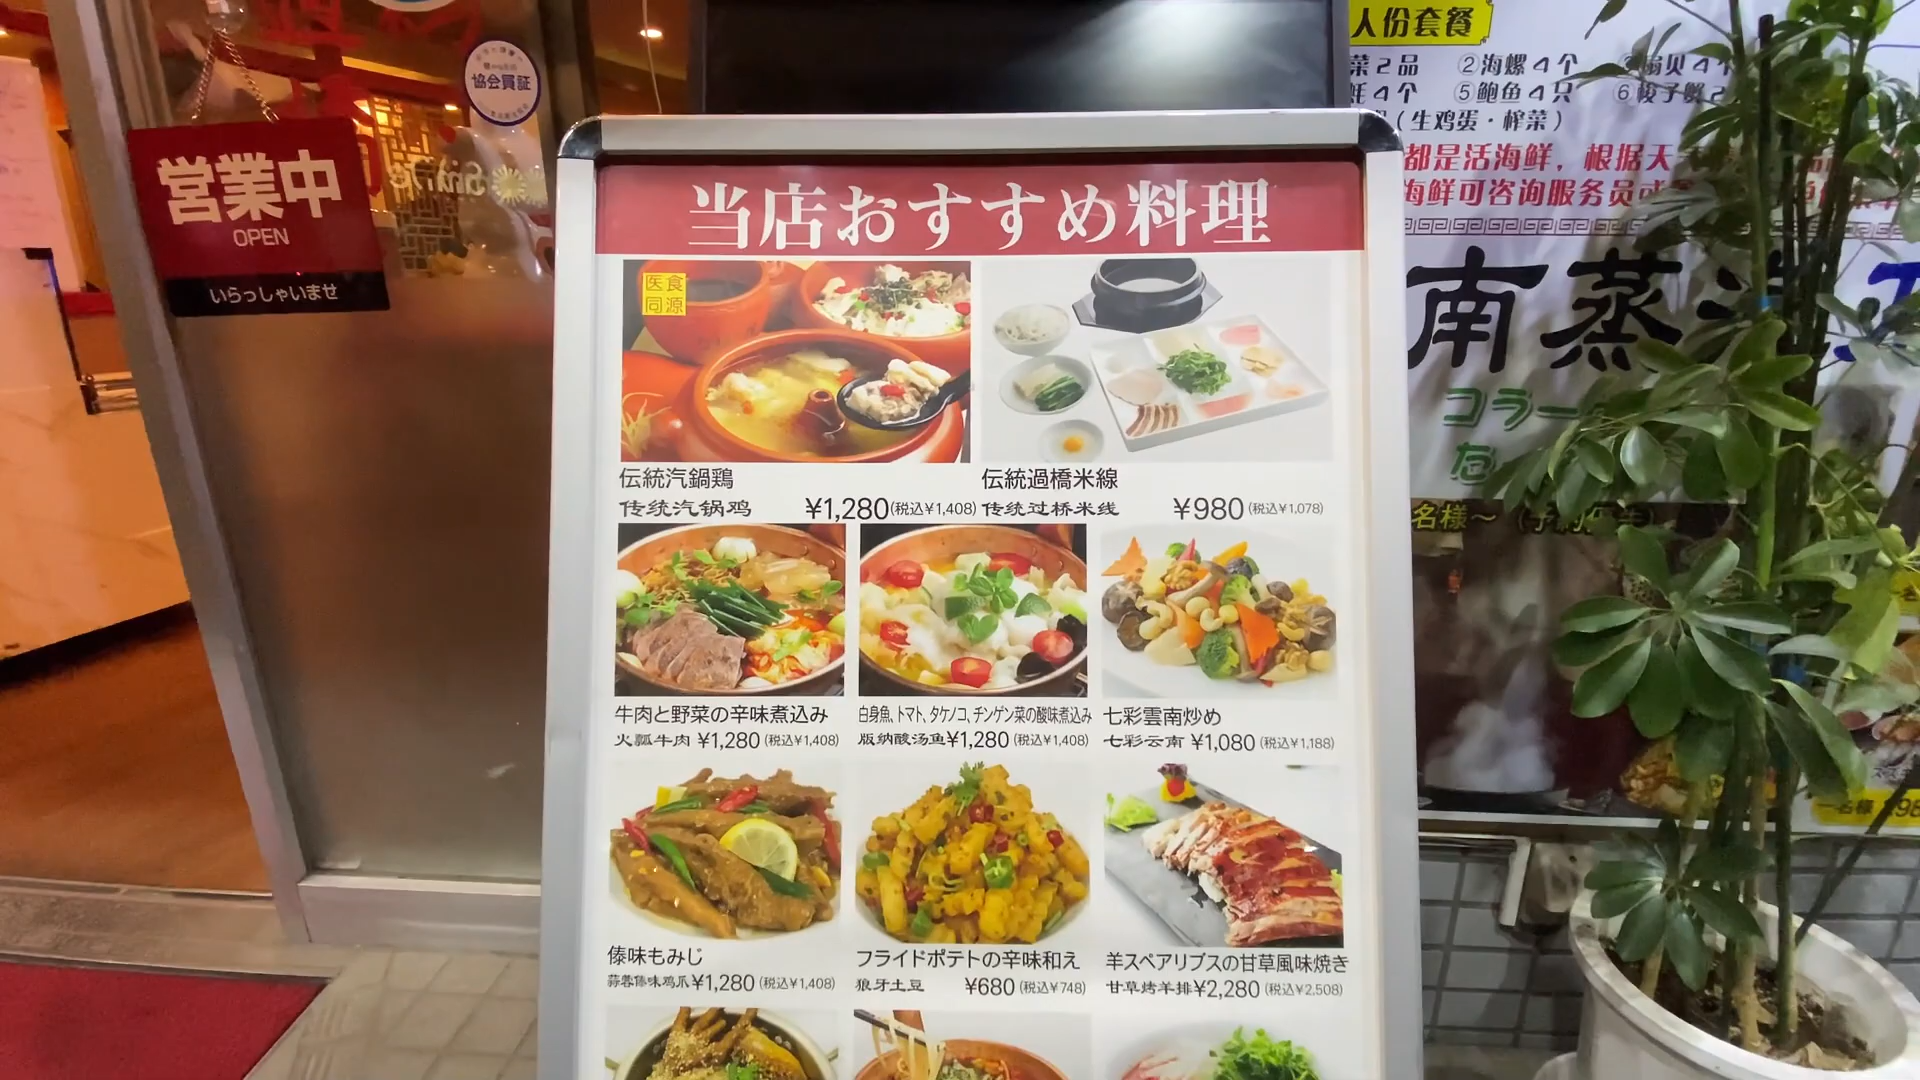 営業中
OPEN
いらっしゃいませ
協会員証
当店おすすめ料理
医食
同源
伝統汽鍋鶏
传统汽锅鸡 ¥1,280(税込¥1,408)
伝統過橋米線
传统过桥米线 ¥980(税込¥1,078)
牛肉と野菜の辛味煮込み
火瓢牛肉 ¥1,280(税込¥1,408)
白身魚、トマト、タケノコ、チンゲン菜の酸味煮込み
版纳酸汤鱼¥1,280(税込¥1,408)
七彩雲南炒め
七彩云南 ¥1,080(税込¥1,188)
傣味もみじ
蒜蓉傣味鸡爪¥1,280(税込¥1,408)
フライドポテトの辛味和え
狼牙土豆 ¥680(税込¥748)
羊スペアリブスの甘草風味焼き
甘草烤羊排¥2,280(税込¥2,508)
人份套餐
菜2品 ②海螺4个 扇贝4个
4个 ⑤鲍鱼4只 ⑥梭子蟹2
(生鸡蛋·榨菜)
都是活海鲜，根据天
海鲜可咨询服务员或
南蒸汽
コラー
名様～
一名様